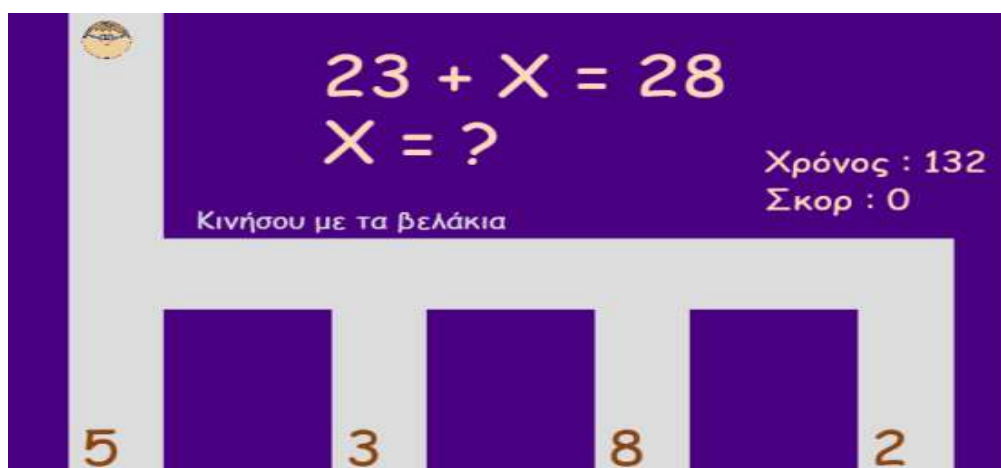 23 + X = 28
X = ?
Χρόνος : 132
Σκορ : 0
Κινήσου με τα βελάκια
5 3 8 2